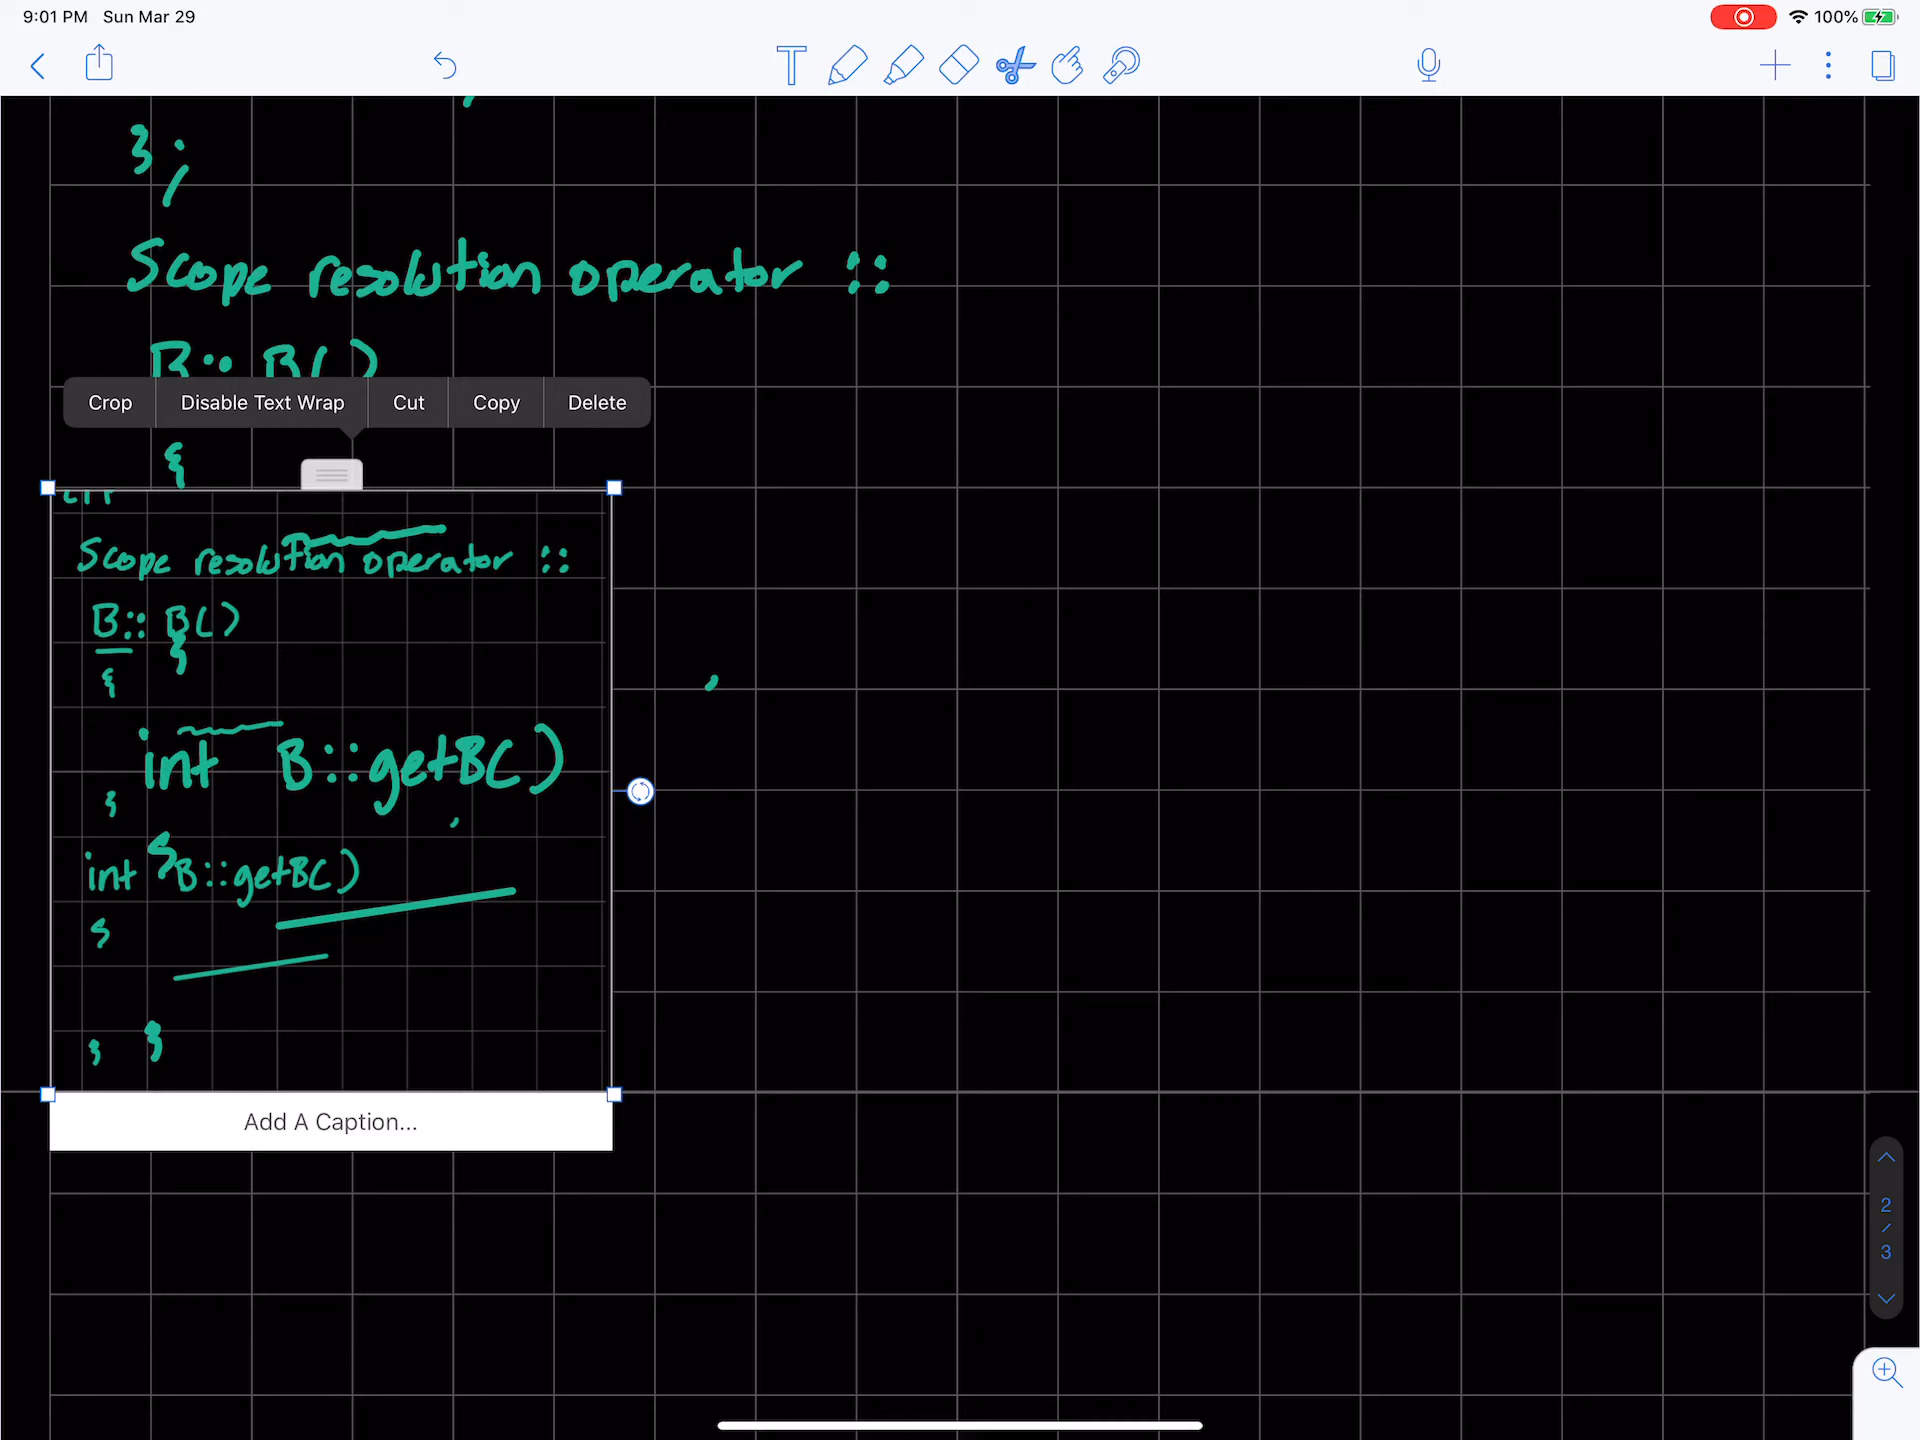 9:01 PM Sun Mar 29
100%
};
Scope resolution operator ::
B:: B()
Crop Disable Text Wrap Cut Copy Delete
{
Scope resolution operator ::
B:: B()
{ }
int B::getB()
}
int B::getB()
{
} }
Add A Caption...
2
/
3